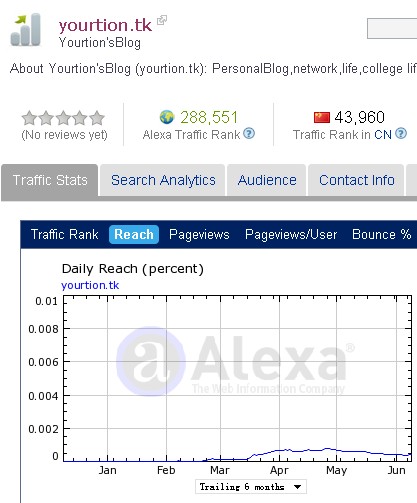 yourtion.tk
Yourtion'sBlog
About Yourtion'sBlog (yourtion.tk): PersonalBlog,network,life,college lif
288,551
43,960
(No reviews yet)
Alexa Traffic Rank
Traffic Rank in CN
Traffic Stats
Search Analytics
Audience
Contact Info
Traffic Rank
Reach
Pageviews
Pageviews/User
Bounce %
Daily Reach (percent)
yourtion.tk
0.01
0.008
0.006
0.004
0.002
0
a Alexa®
The Web Information Company
Jan Feb Mar Apr May Jun
Trailing 6 months